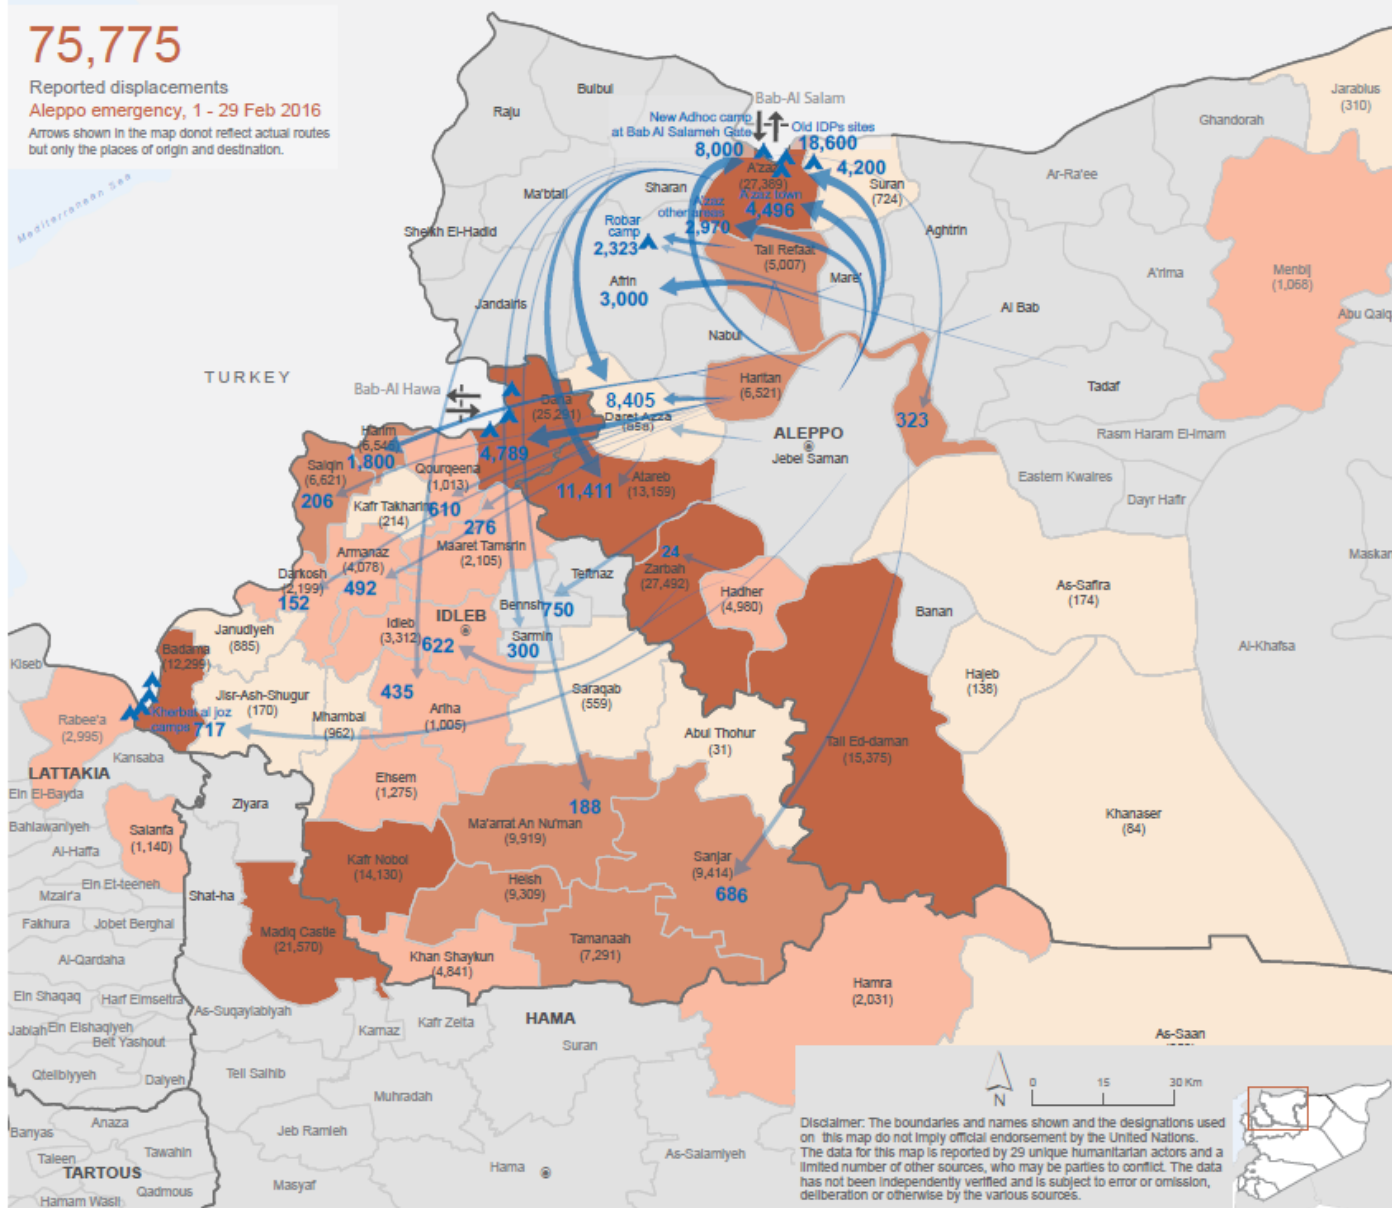 75,775
Reported displacements
Aleppo emergency, 1 - 29 Feb 2016
Arrows shown in the map donot reflect actual routes
but only the places of origin and destination.
Mediterranean Sea
TURKEY
Bulbul
Raju
Bab-Al Salam
New Adhoc camp
at Bab Al Salameh Gate
8,000
Old IDPs sites
18,600
4,200
Jarablus
(310)
Ghandorah
Ar-Ra'ee
A'zaz
(27,389)
A'zaz town
4,496
A'zaz
other areas
2,970
Suran
(724)
Sharan
Ma'btali
Sheikh El-Hadid
Robar
camp
2,323
Tall Refaat
(5,007)
Aghtrin
Mare'
A'rima
Menbij
(1,068)
Abu Qalq
Afrin
3,000
Jandairis
Nabul
Al Bab
Tadaf
Rasm Haram El-Imam
Eastern Kwaires
Dayr Hafir
Maskar
Bab-Al Hawa
Dana
(25,291)
8,405
Daret Azza
(858)
Haritan
(6,521)
ALEPPO
Jebel Saman
323
Harim
(6,546)
1,800
4,789
Salqin
(6,621)
206
Qourqeena
(1,013)
610
276
Kafr Takharim
(214)
11,411
Atareb
(13,159)
Maaret Tamsrin
(2,105)
Armanaz
(4,078)
492
Darkosh
(2,199)
152
Teftnaz
24
Zarbah
(27,492)
Hadher
(4,980)
As-Safira
(174)
Banan
Al-Khafsa
Bennsh
750
IDLEB
Idleb
(3,312)
622
Sarmin
300
Janudiyeh
(885)
Badama
(12,299)
Kiseb
Rabee'a
(2,995)
Kherbat al joz
camps
717
Jisr-Ash-Shugur
(170)
Mhambal
(962)
435
Ariha
(1,005)
Saraqab
(559)
Abul Thohur
(31)
Tall Ed-daman
(15,375)
Hajeb
(138)
Khanaser
(84)
Kansaba
LATTAKIA
Ein El-Bayda
Bahlawaniyeh
Al-Haffa
Salanfa
(1,140)
Ziyara
Ehsem
(1,275)
188
Ma'arrat An Nu'man
(9,919)
Kafr Nobol
(14,130)
Heish
(9,309)
Sanjar
(9,414)
686
Ein Et-teeneh
Mzair'a
Fakhura
Jobet Berghal
Al-Qardaha
Shat-ha
Madiq Castle
(21,570)
Khan Shaykun
(4,841)
Tamanaah
(7,291)
Hamra
(2,031)
Ein Shaqaq
Harf Elmseitra
Jablah
Ein Elshaqiyeh
Beit Yashout
Qteilbiyyeh
Dalyeh
As-Suqaylabiyah
Karnaz
Kafr Zeita
HAMA
Suran
As-Saan
Tell Salhib
Muhradah
Banyas
Anaza
Taleen
Tawahin
TARTOUS
Qadmous
Hamam Wasil
Jeb Ramleh
Masyaf
Hama
As-Salamiyeh
N
0 15 30 Km
Disclaimer: The boundaries and names shown and the designations used
on this map do not imply official endorsement by the United Nations.
The data for this map is reported by 29 unique humanitarian actors and a
limited number of other sources, who may be parties to conflict. The data
has not been independently verified and is subject to error or omission,
deliberation or otherwise by the various sources.